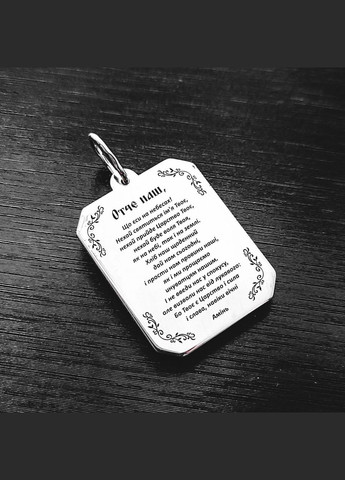 Отче наш,
Що єси на небесах!
Нехай святиться ім'я Твоє,
нехай прийде Царство Твоє,
нехай буде воля Твоя,
як на небі, так і на землі.
Хліб наш щоденний
дай нам сьогодні,
і прости нам провини наші,
як і ми прощаємо
винуватцям нашим.
І не введи нас у спокусу,
але визволи нас від лукавого:
Бо Твоє є Царство і сила
і слава, навіки вічні
Амінь